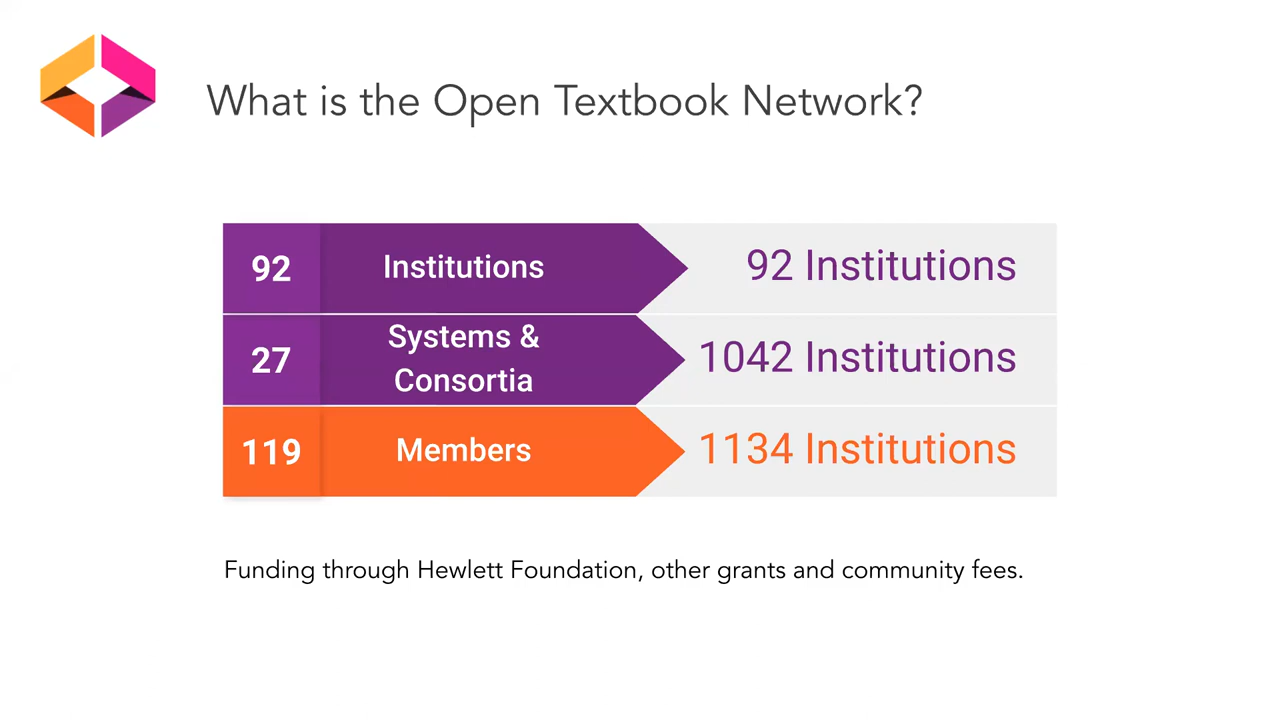 What is the Open Textbook Network?
92 Institutions 92 Institutions
27 Systems & Consortia 1042 Institutions
119 Members 1134 Institutions
Funding through Hewlett Foundation, other grants and community fees.